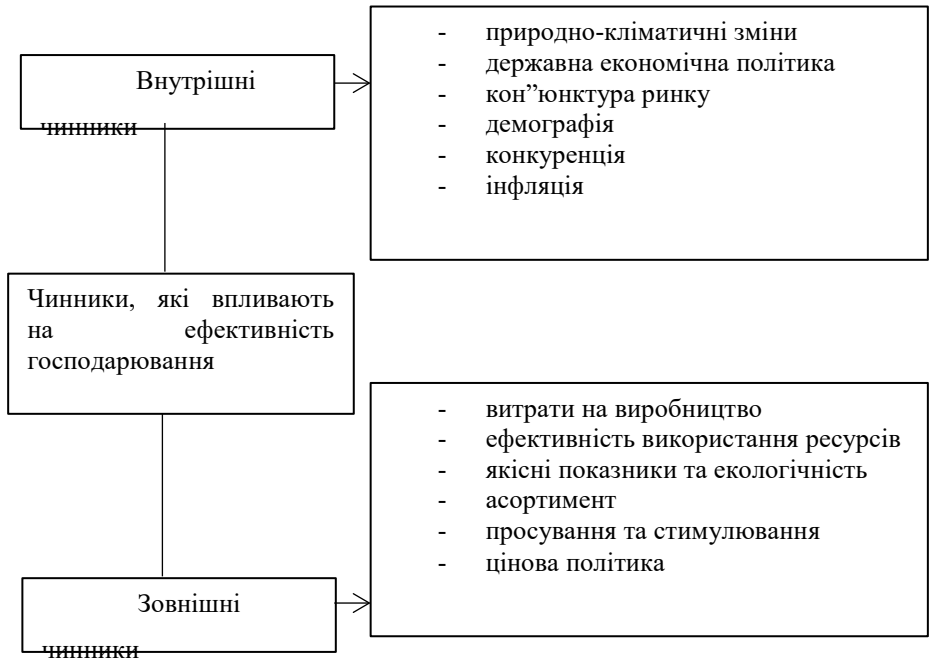 Внутрішні
чинники
- природно-кліматичні зміни
- державна економічна політика
- кон”юнктура ринку
- демографія
- конкуренція
- інфляція
Чинники, які впливають
на ефективність
господарювання
- витрати на виробництво
- ефективність використання ресурсів
- якісні показники та екологічність
- асортимент
- просування та стимулювання
- цінова політика
Зовнішні
чинники